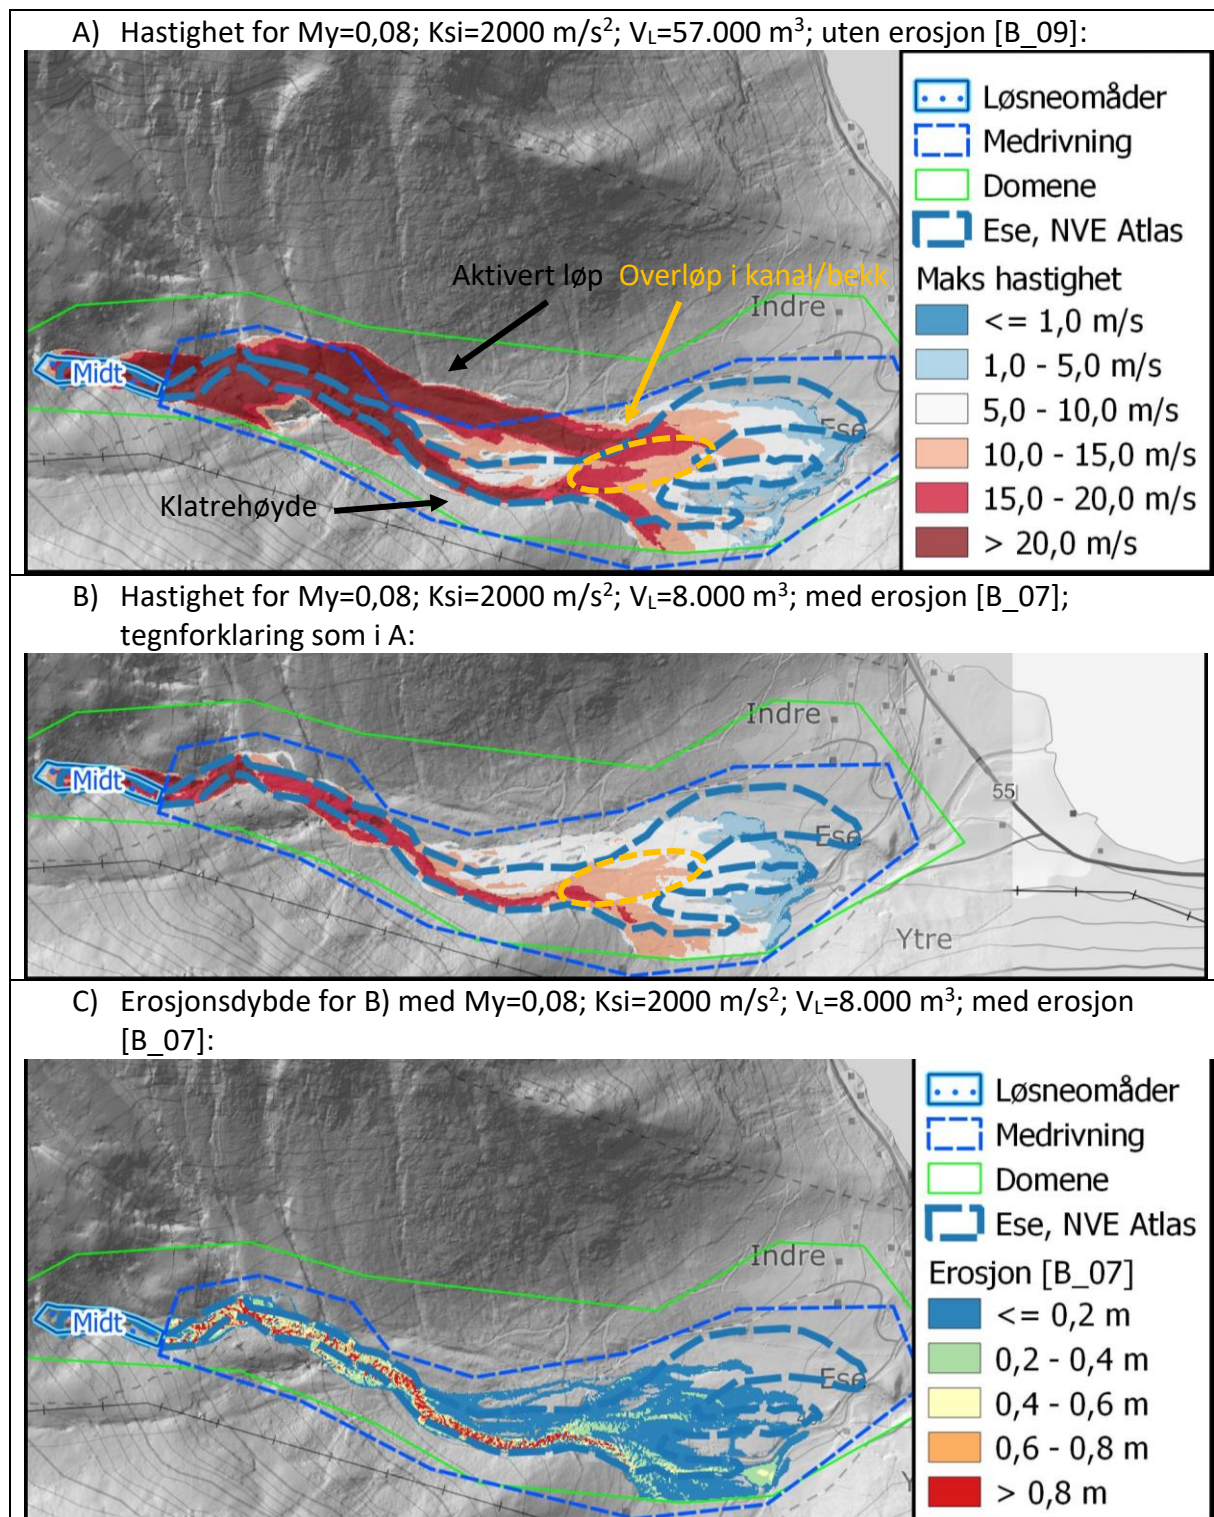 A) Hastighet for My=0,08; Ksi=2000 m/s²; V_L=57.000 m³; uten erosjon [B_09]:
Løsneområder
Medrivning
Domene
Ese, NVE Atlas
Maks hastighet
<= 1,0 m/s
1,0 - 5,0 m/s
5,0 - 10,0 m/s
10,0 - 15,0 m/s
15,0 - 20,0 m/s
> 20,0 m/s
Aktivert løp
Overløp i kanal/bekk
Indre
Midt
Ese
Klatrehøyde
B) Hastighet for My=0,08; Ksi=2000 m/s²; V_L=8.000 m³; med erosjon [B_07];
tegnforklaring som i A:
Indre
Midt
55
Ese
Ytre
C) Erosjonsdybde for B) med My=0,08; Ksi=2000 m/s²; V_L=8.000 m³; med erosjon
[B_07]:
Løsneområder
Medrivning
Domene
Ese, NVE Atlas
Erosjon [B_07]
<= 0,2 m
0,2 - 0,4 m
0,4 - 0,6 m
0,6 - 0,8 m
> 0,8 m
Indre
Midt
Ese